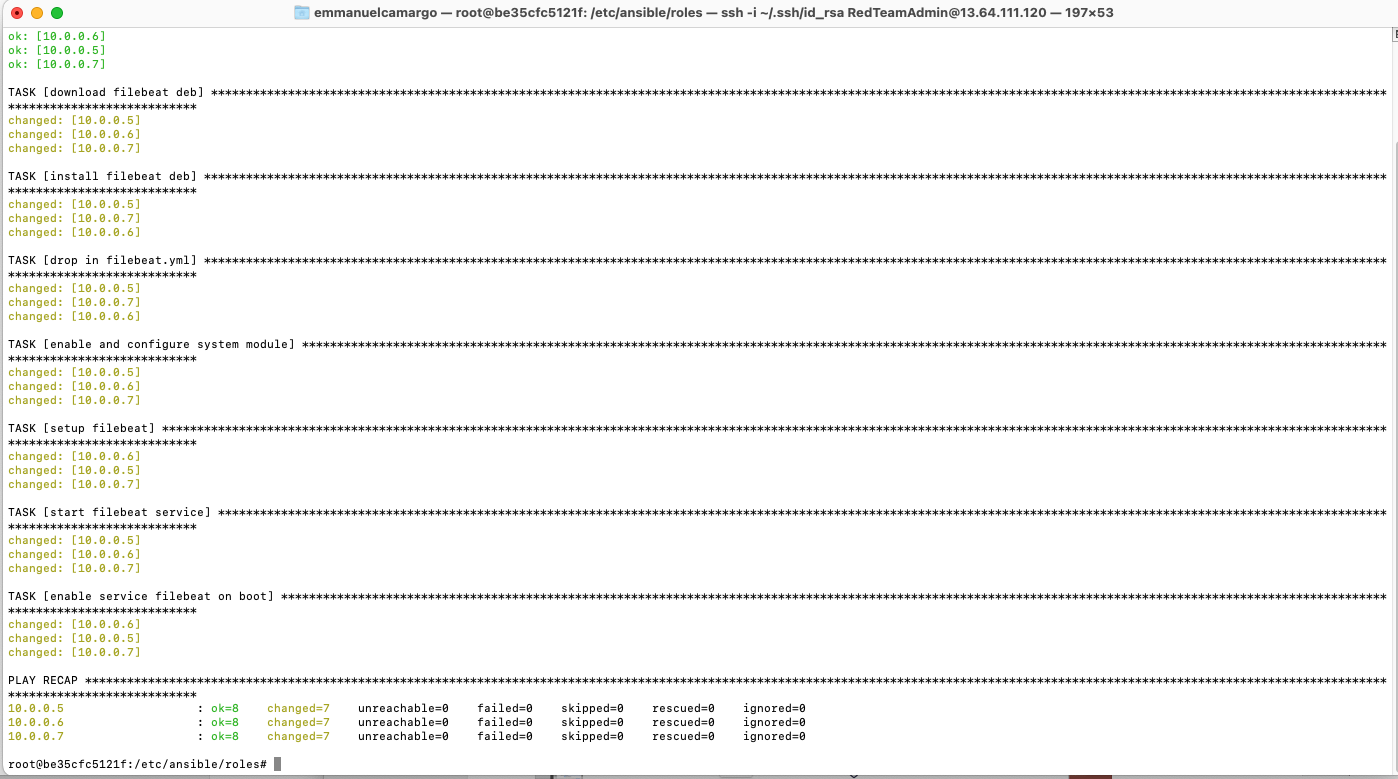 emmanuelcamargo — root@be35cfc5121f: /etc/ansible/roles — ssh -i ~/.ssh/id_rsa RedTeamAdmin@13.64.111.120 — 197×53
ok: [10.0.0.6]
ok: [10.0.0.5]
ok: [10.0.0.7]
TASK [download filebeat deb] ************************************************************************************************************************************************************************
***************************
changed: [10.0.0.5]
changed: [10.0.0.6]
changed: [10.0.0.7]
TASK [install filebeat deb] *************************************************************************************************************************************************************************
***************************
changed: [10.0.0.5]
changed: [10.0.0.7]
changed: [10.0.0.6]
TASK [drop in filebeat.yml] *************************************************************************************************************************************************************************
***************************
changed: [10.0.0.5]
changed: [10.0.0.7]
changed: [10.0.0.6]
TASK [enable and configure system module] ***********************************************************************************************************************************************************
***************************
changed: [10.0.0.5]
changed: [10.0.0.6]
changed: [10.0.0.7]
TASK [setup filebeat] *******************************************************************************************************************************************************************************
***************************
changed: [10.0.0.6]
changed: [10.0.0.5]
changed: [10.0.0.7]
TASK [start filebeat service] ***********************************************************************************************************************************************************************
***************************
changed: [10.0.0.5]
changed: [10.0.0.6]
changed: [10.0.0.7]
TASK [enable service filebeat on boot] **************************************************************************************************************************************************************
***************************
changed: [10.0.0.6]
changed: [10.0.0.5]
changed: [10.0.0.7]
PLAY RECAP ******************************************************************************************************************************************************************************************
***************************
10.0.0.5                   : ok=8    changed=7    unreachable=0    failed=0    skipped=0    rescued=0    ignored=0
10.0.0.6                   : ok=8    changed=7    unreachable=0    failed=0    skipped=0    rescued=0    ignored=0
10.0.0.7                   : ok=8    changed=7    unreachable=0    failed=0    skipped=0    rescued=0    ignored=0
root@be35cfc5121f:/etc/ansible/roles#